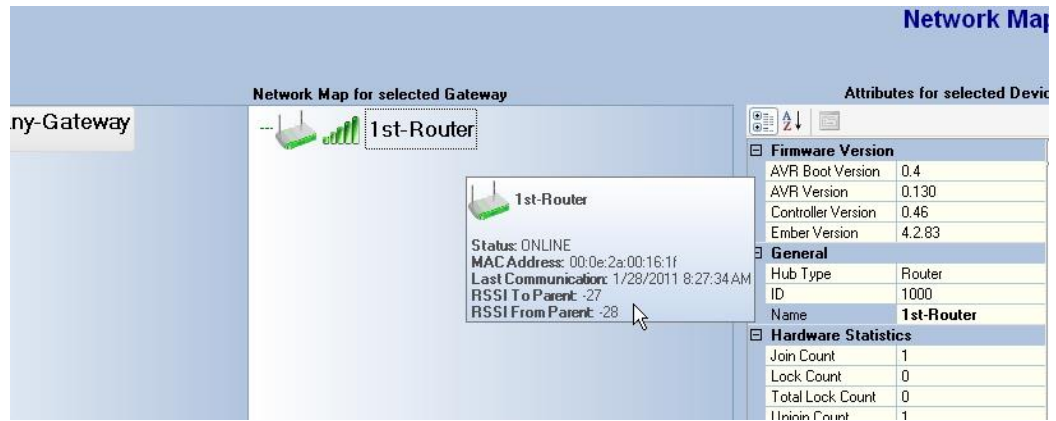 Network Map
Network Map for selected Gateway
Attributes for selected Devic
ny-Gateway
1st-Router
Firmware Version
AVR Boot Version 0.4
AVR Version 0.130
Controller Version 0.46
Ember Version 4.2.83
General
Hub Type Router
ID 1000
Name 1st-Router
Hardware Statistics
Join Count 1
Lock Count 0
Total Lock Count 0
Unjoin Count 1
1st-Router
Status: ONLINE
MAC Address: 00:0e:2a:00:16:1f
Last Communication: 1/28/2011 8:27:34 AM
RSSI To Parent: -27
RSSI From Parent: -28